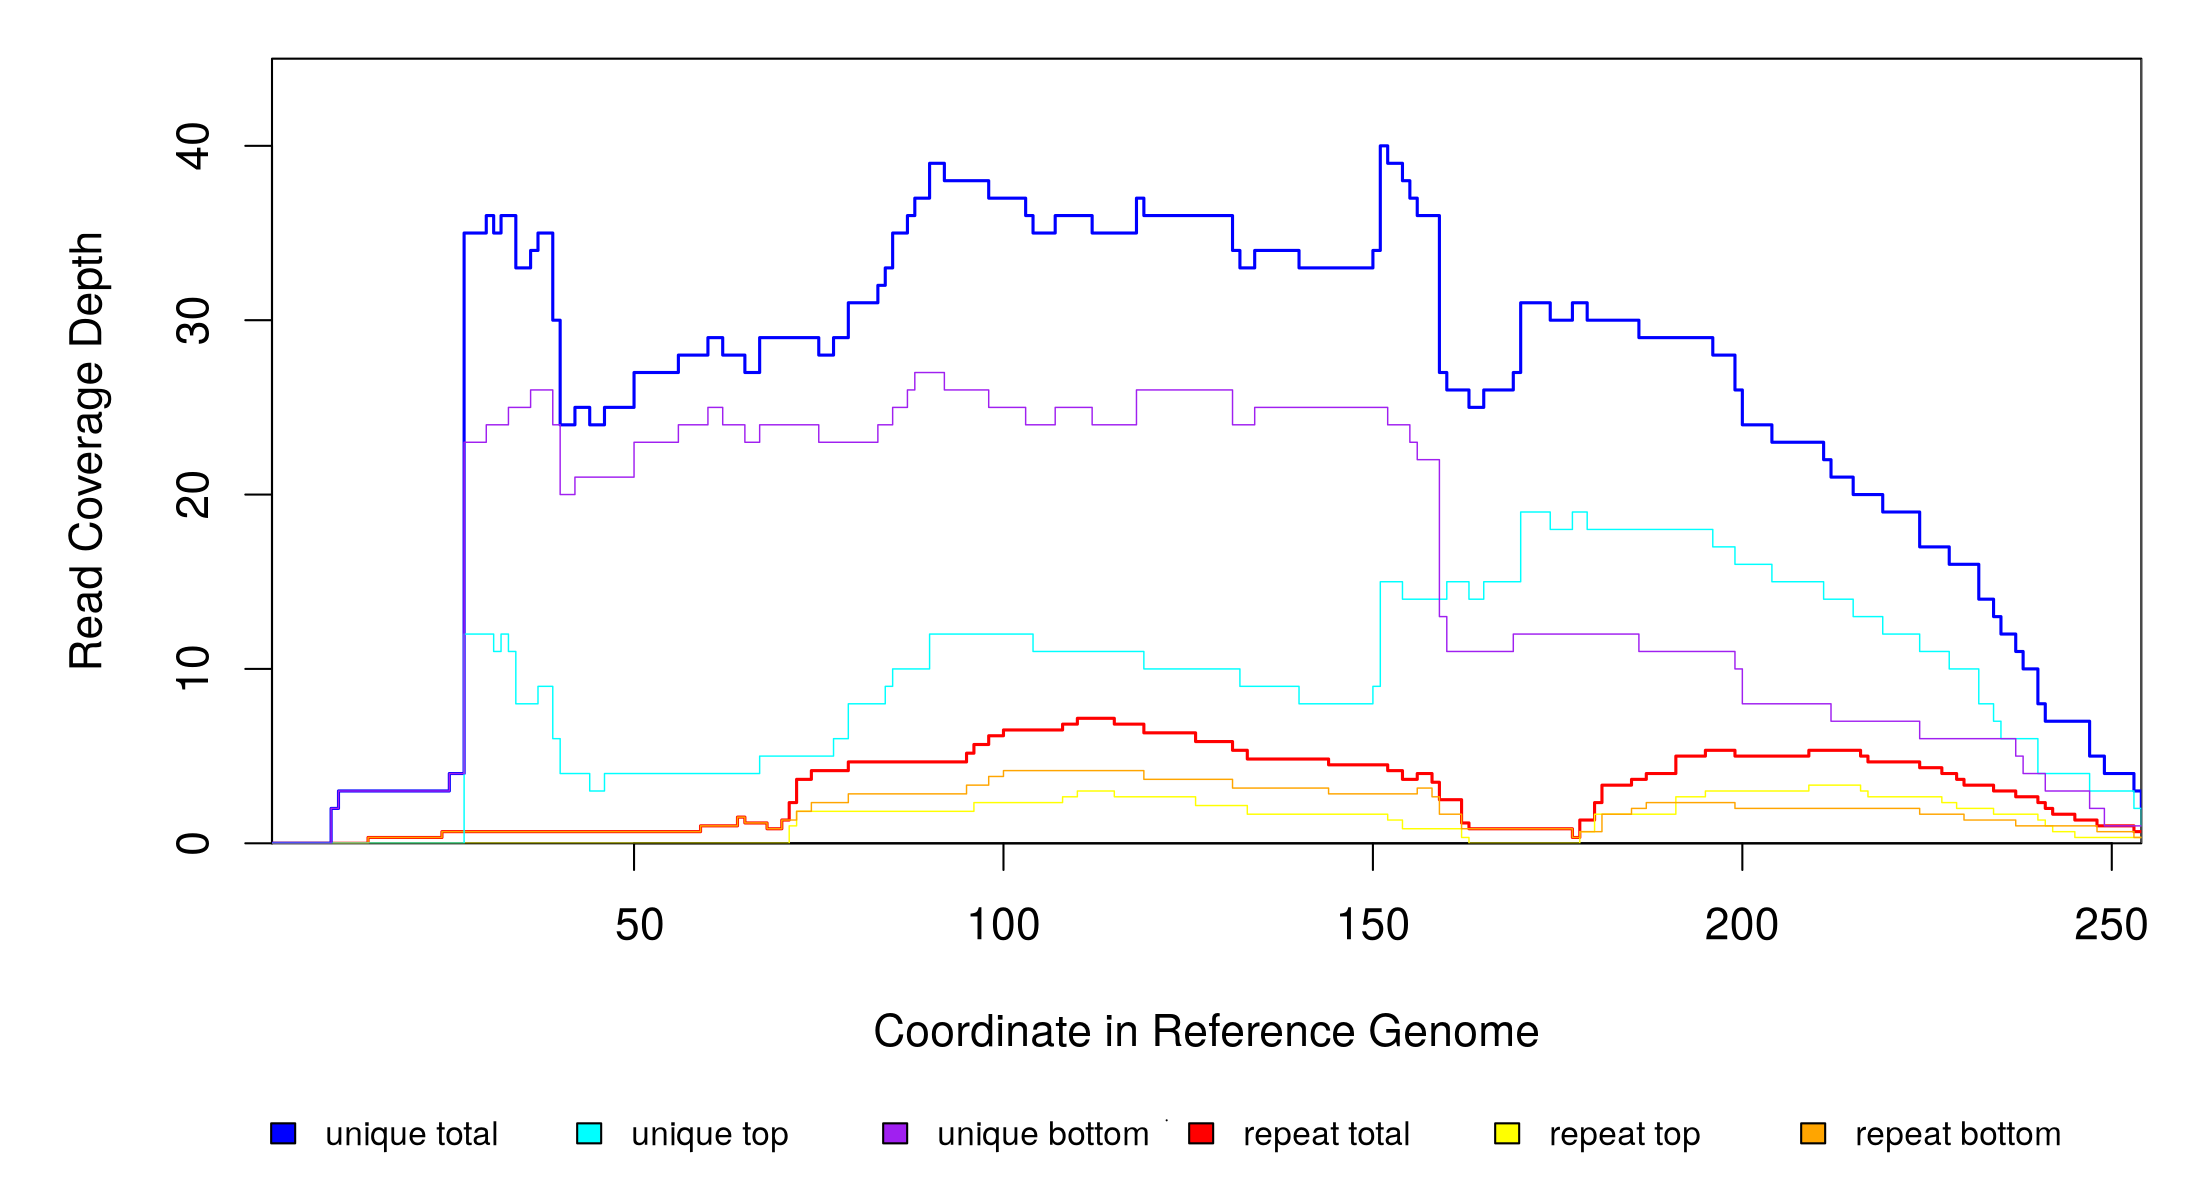 Read Coverage Depth
40
30
20
10
0
50 100 150 200 250
Coordinate in Reference Genome
unique total unique top unique bottom repeat total repeat top repeat bottom